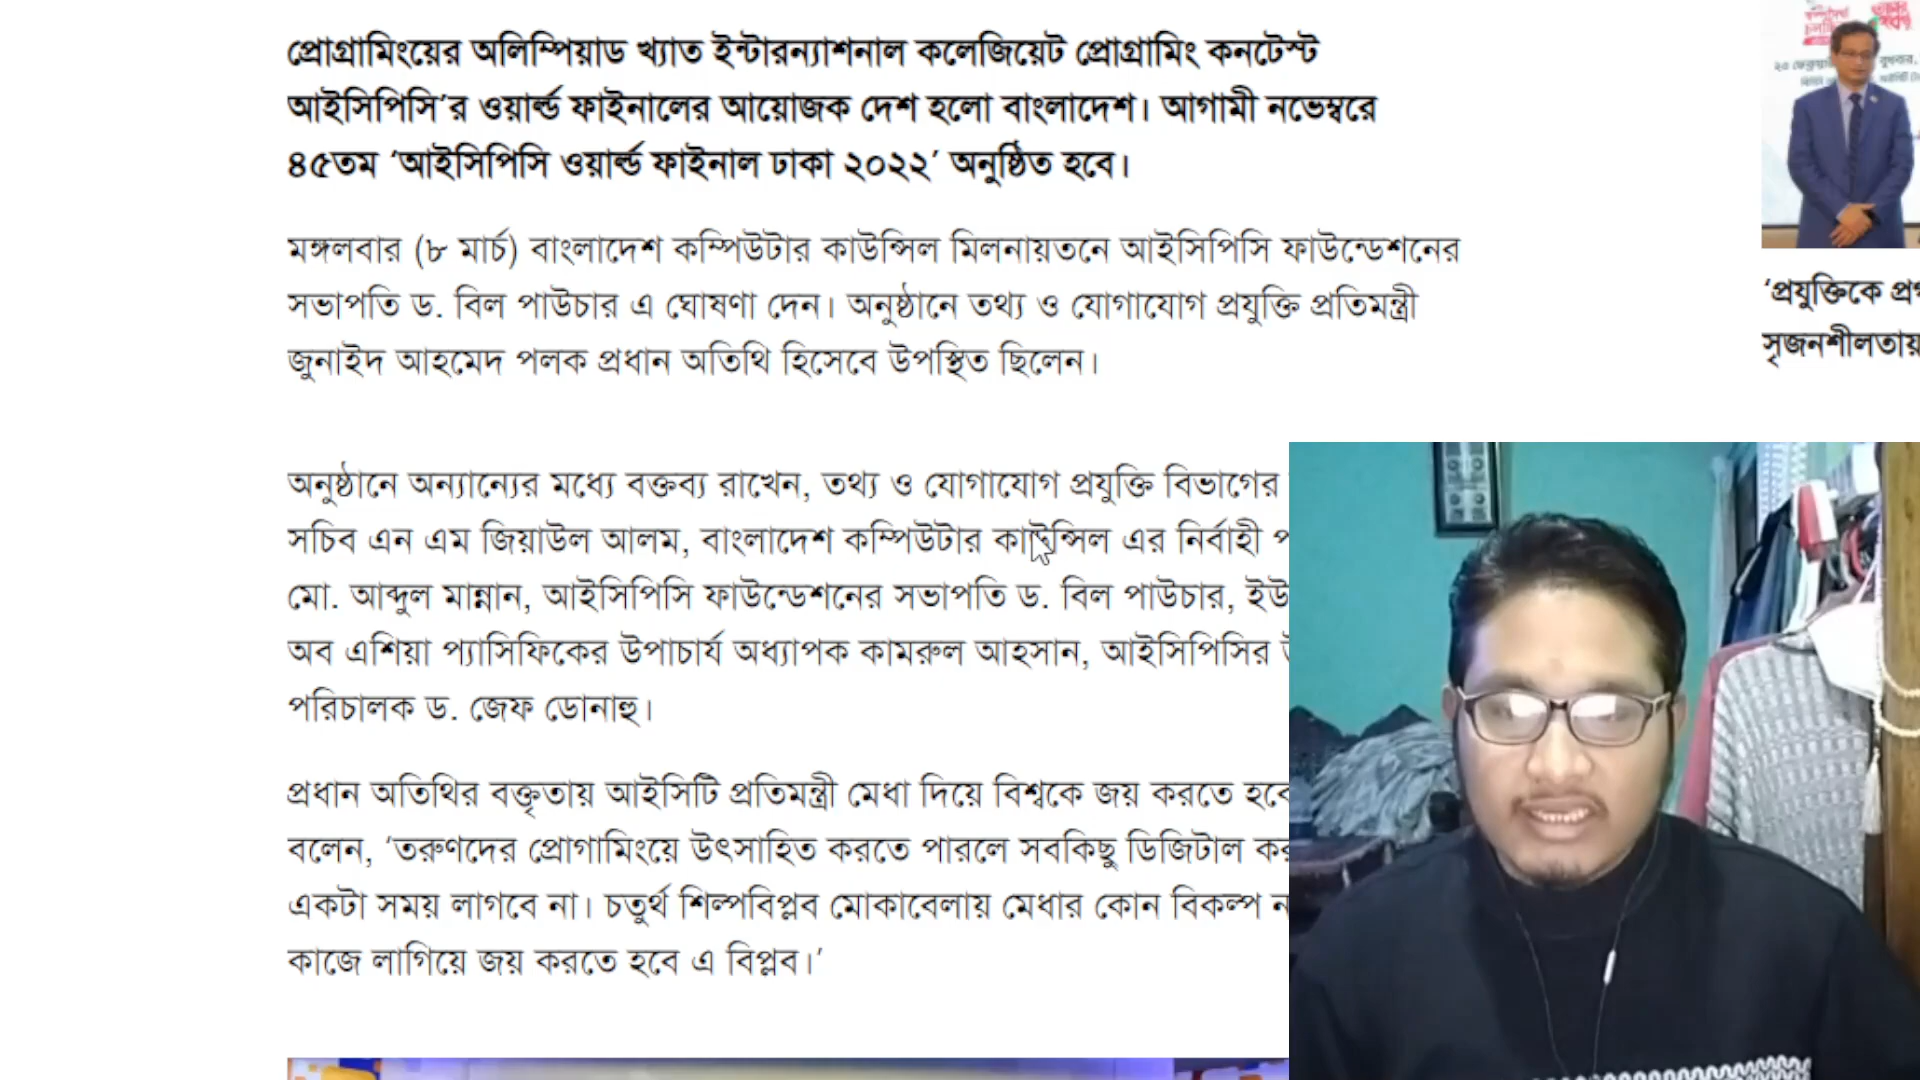 প্রোগ্রামিংয়ের অলিম্পিয়াড খ্যাত ইন্টারন্যাশনাল কলেজিয়েট প্রোগ্রামিং কনটেস্ট
আইসিপিসি’র ওয়ার্ল্ড ফাইনালের আয়োজক দেশ হলো বাংলাদেশ। আগামী নভেম্বরে
৪৫তম ‘আইসিপিসি ওয়ার্ল্ড ফাইনাল ঢাকা ২০২২’ অনুষ্ঠিত হবে।
মঙ্গলবার (৮ মার্চ) বাংলাদেশ কম্পিউটার কাউন্সিল মিলনায়তনে আইসিপিসি ফাউন্ডেশনের
সভাপতি ড. বিল পাউচার এ ঘোষণা দেন। অনুষ্ঠানে তথ্য ও যোগাযোগ প্রযুক্তি প্রতিমন্ত্রী
জুনাইদ আহমেদ পলক প্রধান অতিথি হিসেবে উপস্থিত ছিলেন।
অনুষ্ঠানে অন্যান্যের মধ্যে বক্তব্য রাখেন, তথ্য ও যোগাযোগ প্রযুক্তি বিভাগের
সচিব এন এম জিয়াউল আলম, বাংলাদেশ কম্পিউটার কাউন্সিল এর নির্বাহী
মো. আব্দুল মান্নান, আইসিপিসি ফাউন্ডেশনের সভাপতি ড. বিল পাউচার,
অব এশিয়া প্যাসিফিকের উপাচার্য অধ্যাপক কামরুল আহসান, আইসিপিসির
পরিচালক ড. জেফ ডোনাহু।
প্রধান অতিথির বক্তৃতায় আইসিটি প্রতিমন্ত্রী মেধা দিয়ে বিশ্বকে জয় করতে হবে
বলেন, ‘তরুণদের প্রোগামিংয়ে উৎসাহিত করতে পারলে সবকিছু ডিজিটাল
একটা সময় লাগবে না। চতুর্থ শিল্পবিপ্লব মোকাবেলায় মেধার কোন বিকল্প
কাজে লাগিয়ে জয় করতে হবে এ বিপ্লব।’
‘প্রযুক্তিকে
সৃজনশীলতায়